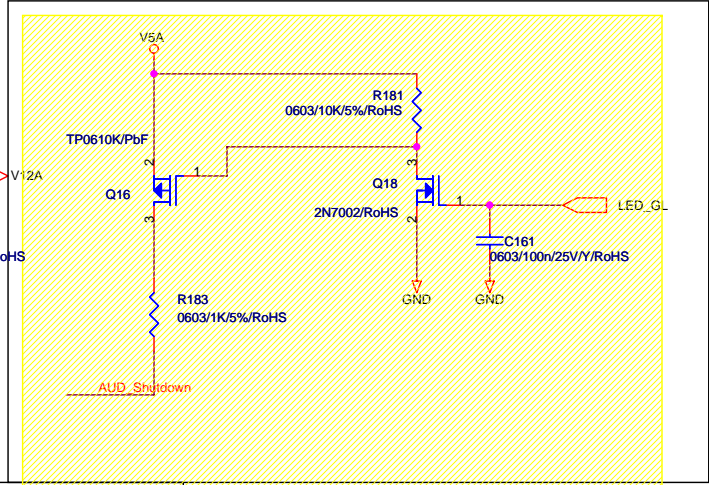 V5A
R181
0603/10K/5%/RoHS
TP0610K/PbF
2
1
3
V12A
Q16
Q18
1
LED_GL
2N7002/RoHS
3
2
C161
oHS
0603/100n/25V/Y/RoHS
R183
GND
GND
0603/1K/5%/RoHS
AUD_Shutdown